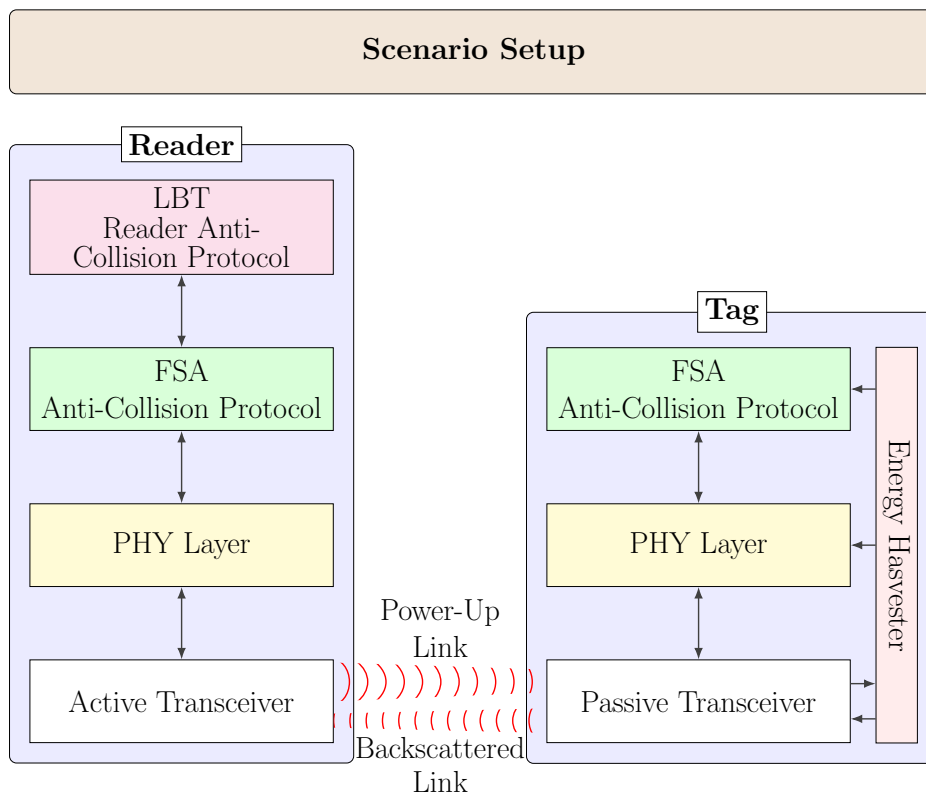 Scenario Setup
Reader
LBT
Reader Anti-
Collision Protocol
FSA
Anti-Collision Protocol
PHY Layer
Active Transceiver
Power-Up
Link
Backscattered
Link
Tag
FSA
Anti-Collision Protocol
PHY Layer
Passive Transceiver
Energy Hasvester